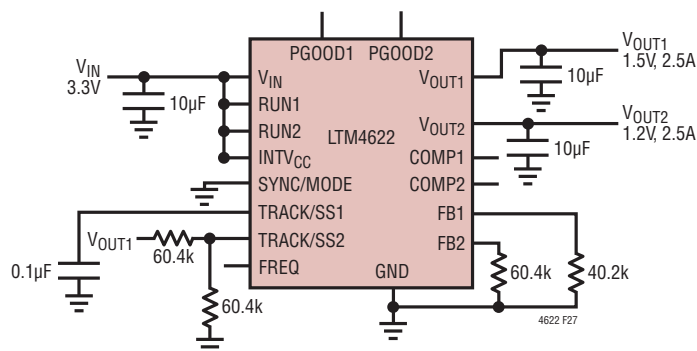 PGOOD1 PGOOD2
VIN
3.3V
10µF
VIN
RUN1
RUN2
INTVCC
SYNC/MODE
TRACK/SS1
TRACK/SS2
FREQ
LTM4622
GND
VOUT1
VOUT2
COMP1
COMP2
FB1
FB2
VOUT1
1.5V, 2.5A
10µF
VOUT2
1.2V, 2.5A
10µF
VOUT1
60.4k
0.1µF
60.4k
60.4k
40.2k
4622 F27